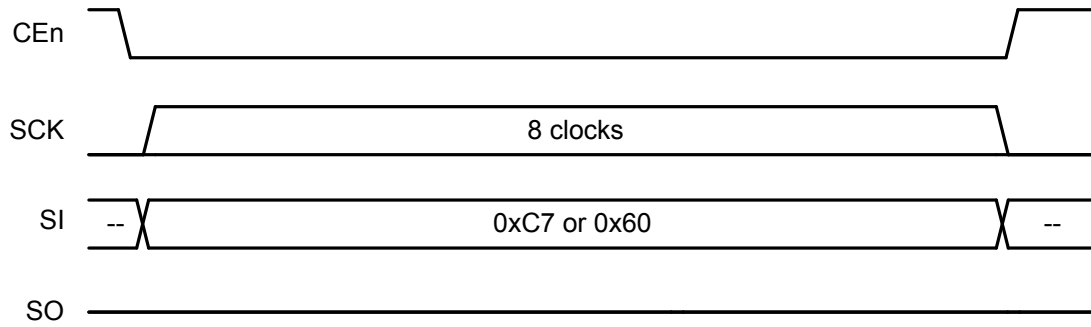 CEn
SCK 8 clocks
SI -- 0xC7 or 0x60 --
SO